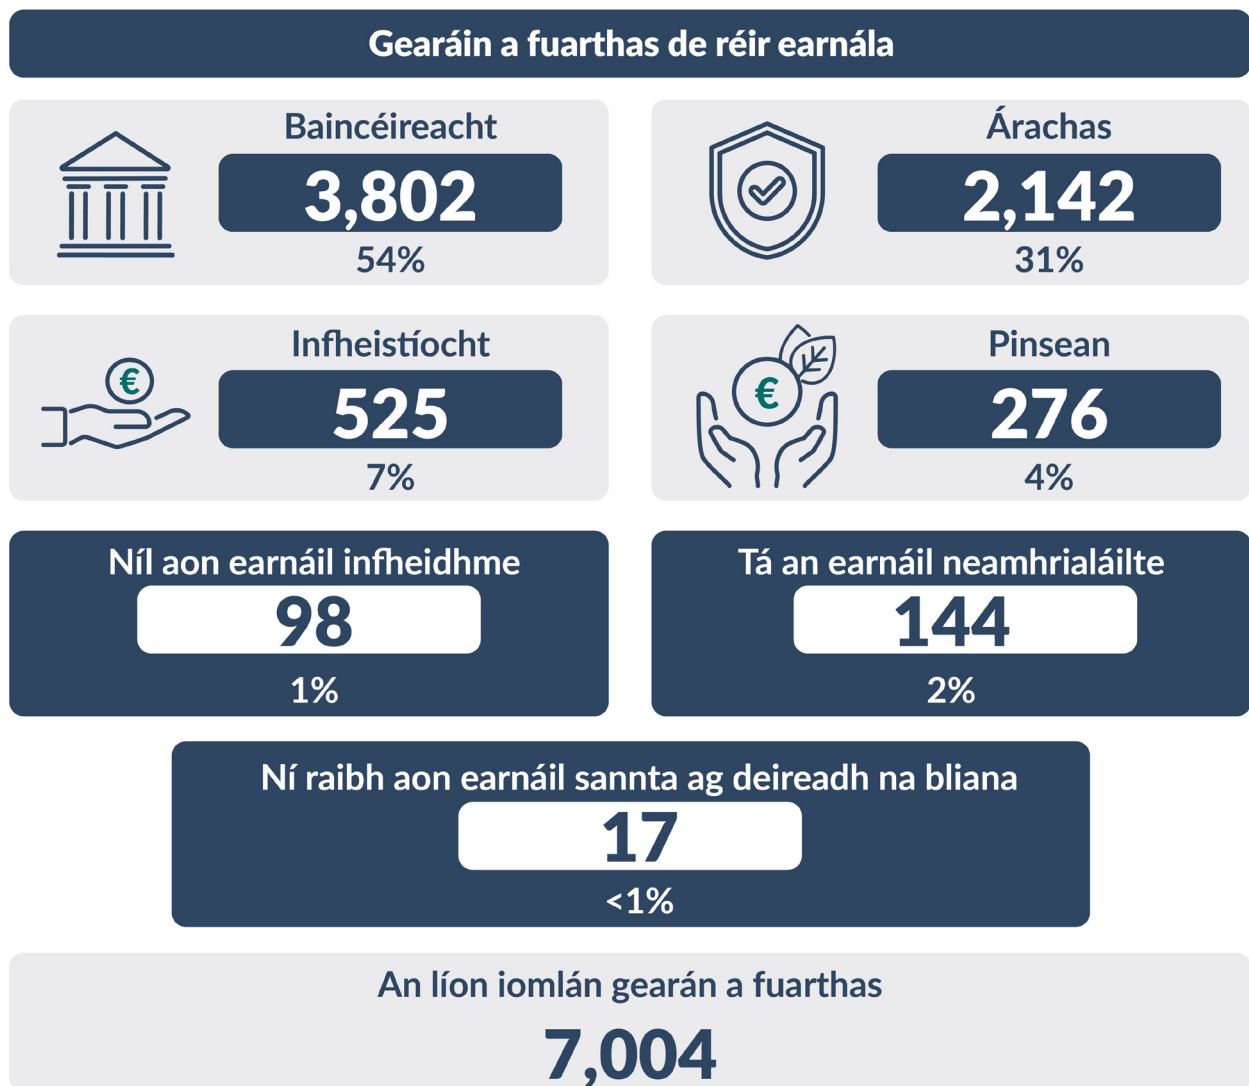 Gearáin a fuarthas de réir earnála
Baincéireacht
3,802
54%
Árachas
2,142
31%
Infheistíocht
€
525
7%
Pinsean
€
276
4%
Níl aon earnáil infheidhme
98
1%
Tá an earnáil neamhrialáilte
144
2%
Ní raibh aon earnáil sannta ag deireadh na bliana
17
<1%
An líon iomlán gearán a fuarthas
7,004